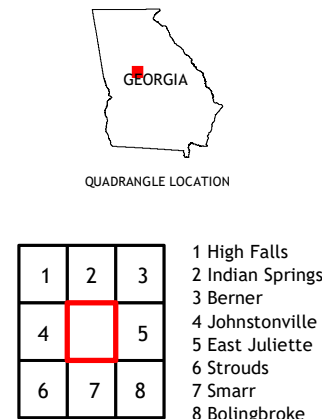 GEORGIA
QUADRANGLE LOCATION
1 2 3
4 5
6 7 8
1 High Falls
2 Indian Springs
3 Berner
4 Johnstonville
5 East Juliette
6 Strouds
7 Smarr
8 Bolingbroke